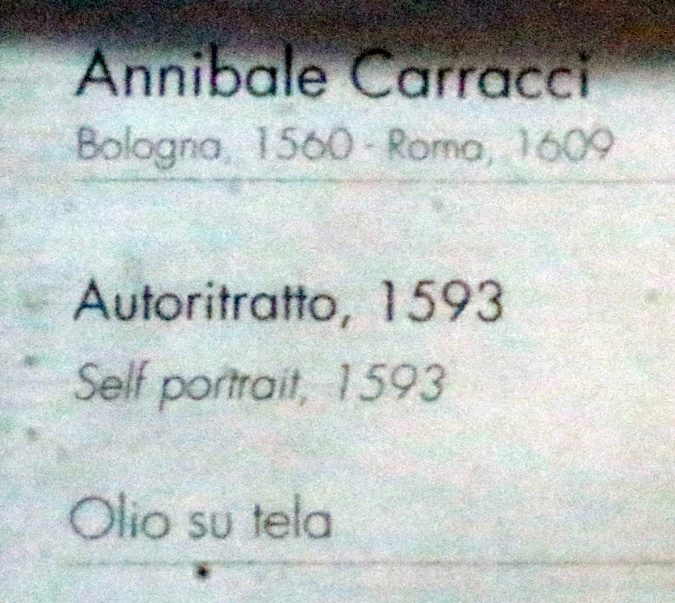 Annibale Carracci
Bologna, 1560 - Roma, 1609
Autoritratto, 1593
Self portrait, 1593
Olio su tela